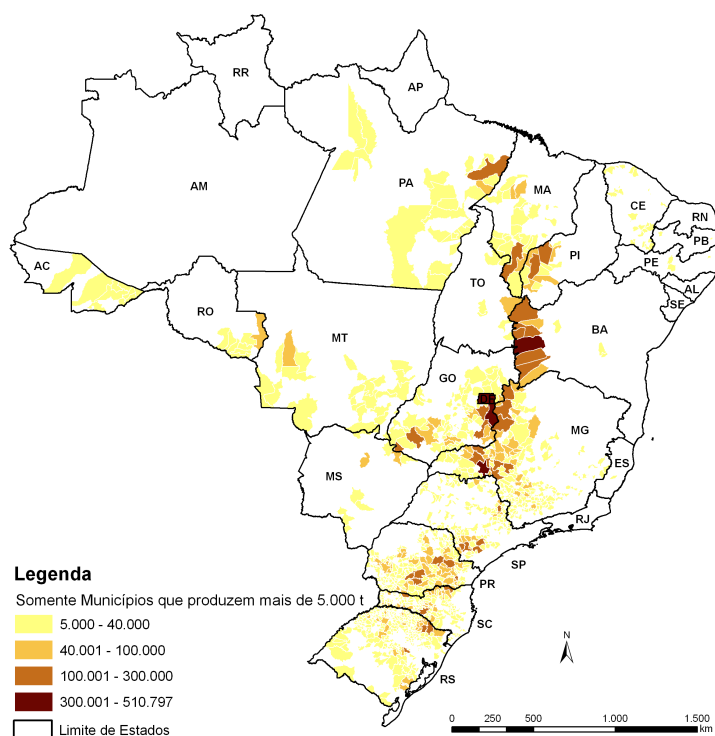 RR
AP
AM
PA
MA
CE
RN
PB
PE
PI
AL
SE
AC
RO
TO
MT
BA
GO
DF
MG
MS
ES
RJ
SP
PR
SC
RS
Legenda
Somente Municípios que produzem mais de 5.000 t
5.000 - 40.000
40.001 - 100.000
100.001 - 300.000
300.001 - 510.797
Limite de Estados
N
0 250 500 1.000 1.500
km